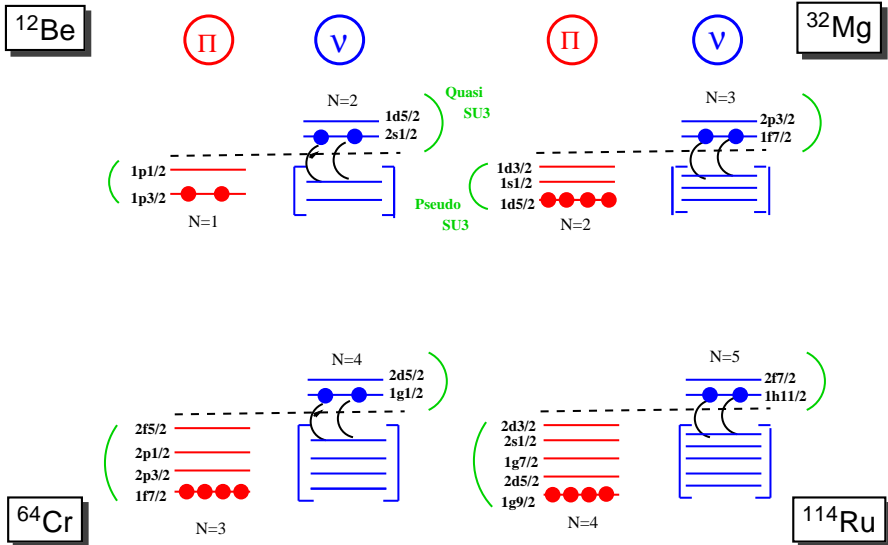 ¹²Be
Π
ν
Π
ν
³²Mg
N=2
1d5/2
2s1/2
Quasi
SU3
N=3
2p3/2
1f7/2
1p1/2
1p3/2
N=1
Pseudo
SU3
1d3/2
1s1/2
1d5/2
N=2
N=4
2d5/2
1g1/2
N=5
2f7/2
1h11/2
2f5/2
2p1/2
2p3/2
1f7/2
N=3
2d3/2
2s1/2
1g7/2
2d5/2
1g9/2
N=4
⁶⁴Cr
¹¹⁴Ru